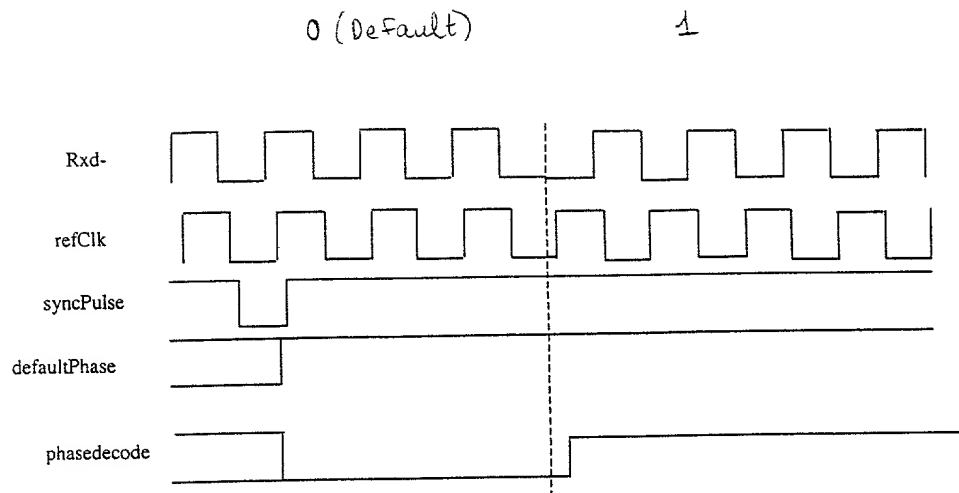 0 (Default) 1
Rxd-
refClk
syncPulse
defaultPhase
phasedecode